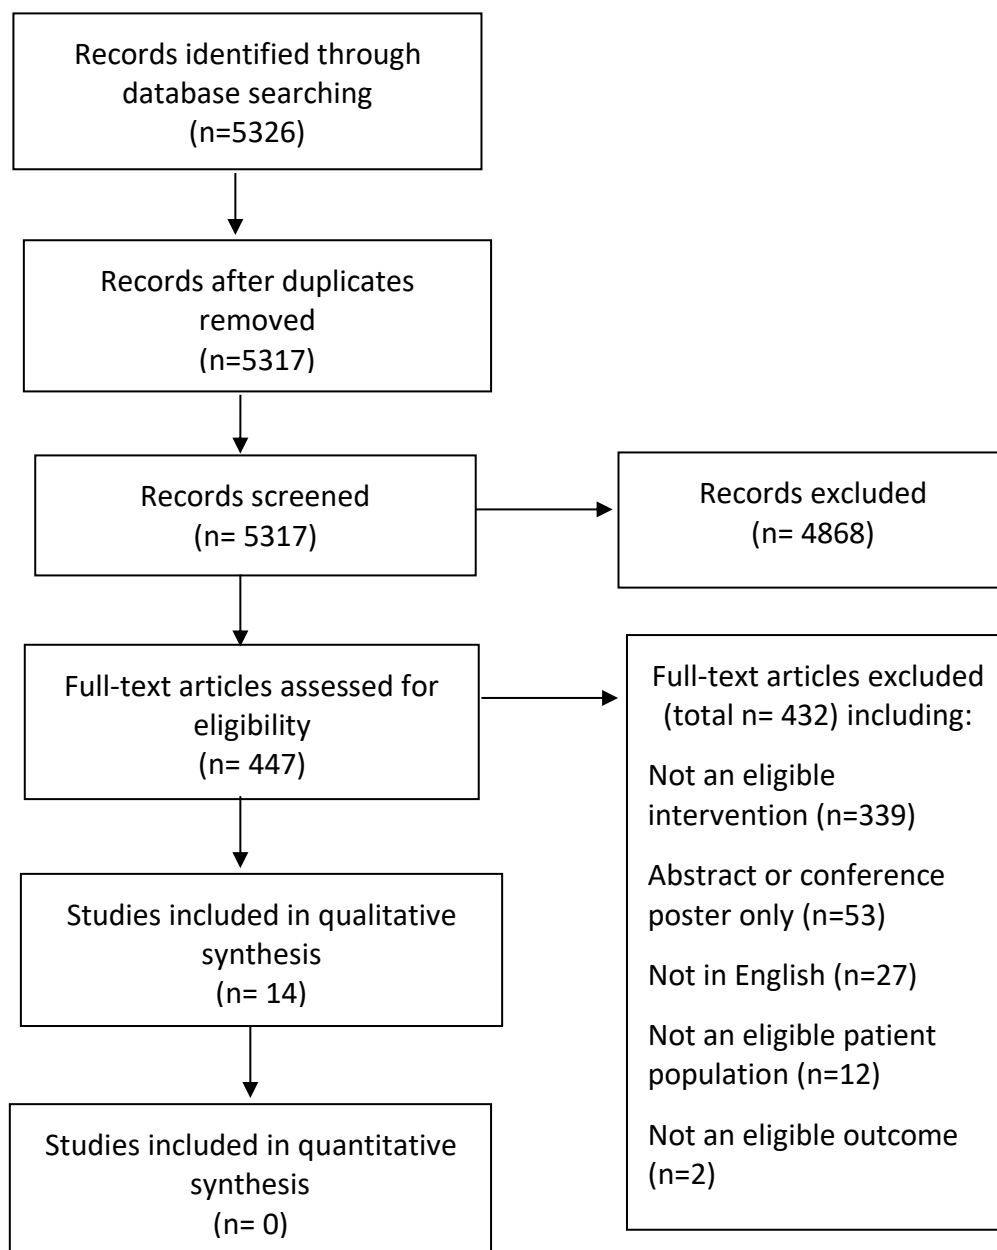 Records identified through
database searching
(n=5326)
Records after duplicates
removed
(n=5317)
Records screened
(n= 5317)
Records excluded
(n= 4868)
Full-text articles assessed for
eligibility
(n= 447)
Full-text articles excluded
(total n= 432) including:
Not an eligible
intervention (n=339)
Abstract or conference
poster only (n=53)
Not in English (n=27)
Not an eligible patient
population (n=12)
Not an eligible outcome
(n=2)
Studies included in qualitative
synthesis
(n= 14)
Studies included in quantitative
synthesis
(n= 0)